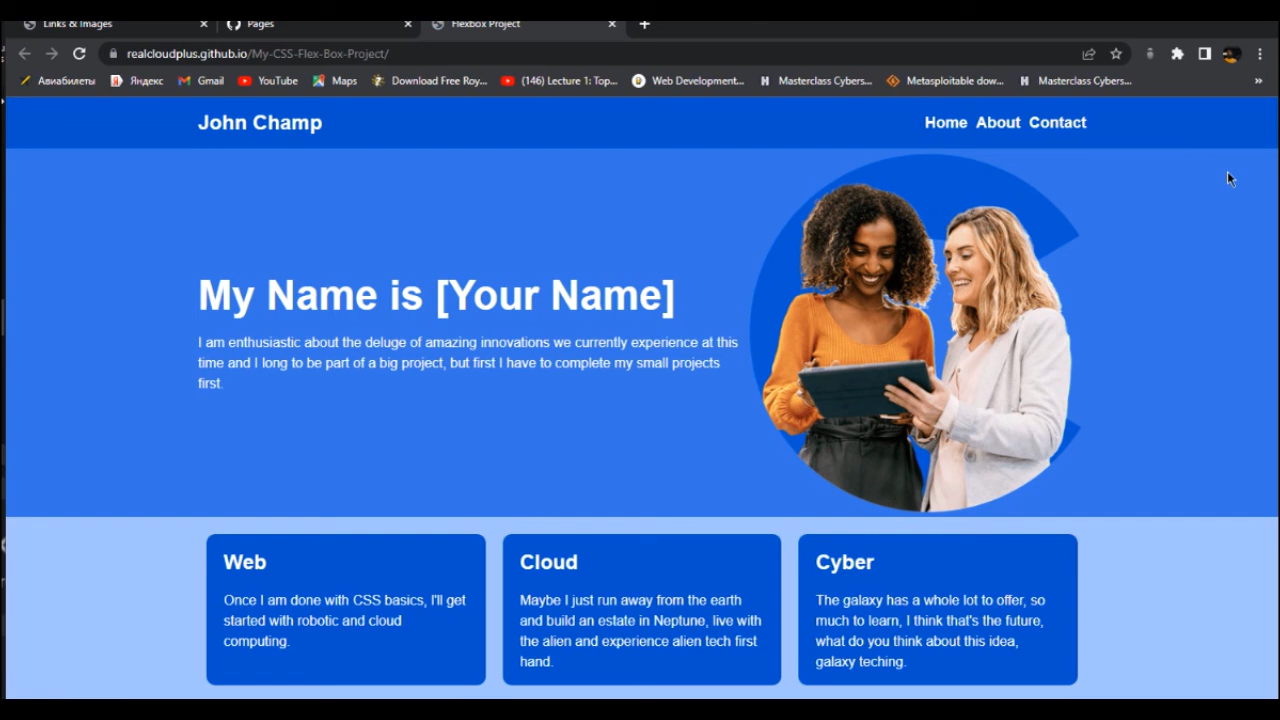 Links & Images
Pages
Flexbox Project
realcloudplus.github.io/My-CSS-Flex-Box-Project/
Авиабилеты
Яндекс
Gmail
YouTube
Maps
Download Free Roy...
(146) Lecture 1: Top...
Web Development...
Masterclass Cybers...
Metasploitable dow...
Masterclass Cybers...
John Champ
Home About Contact
My Name is [Your Name]
I am enthusiastic about the deluge of amazing innovations we currently experience at this
time and I long to be part of a big project, but first I have to complete my small projects
first.
Web
Once I am done with CSS basics, I'll get
started with robotic and cloud
computing.
Cloud
Maybe I just run away from the earth
and build an estate in Neptune, live with
the alien and experience alien tech first
hand.
Cyber
The galaxy has a whole lot to offer, so
much to learn, I think that's the future,
what do you think about this idea,
galaxy teching.